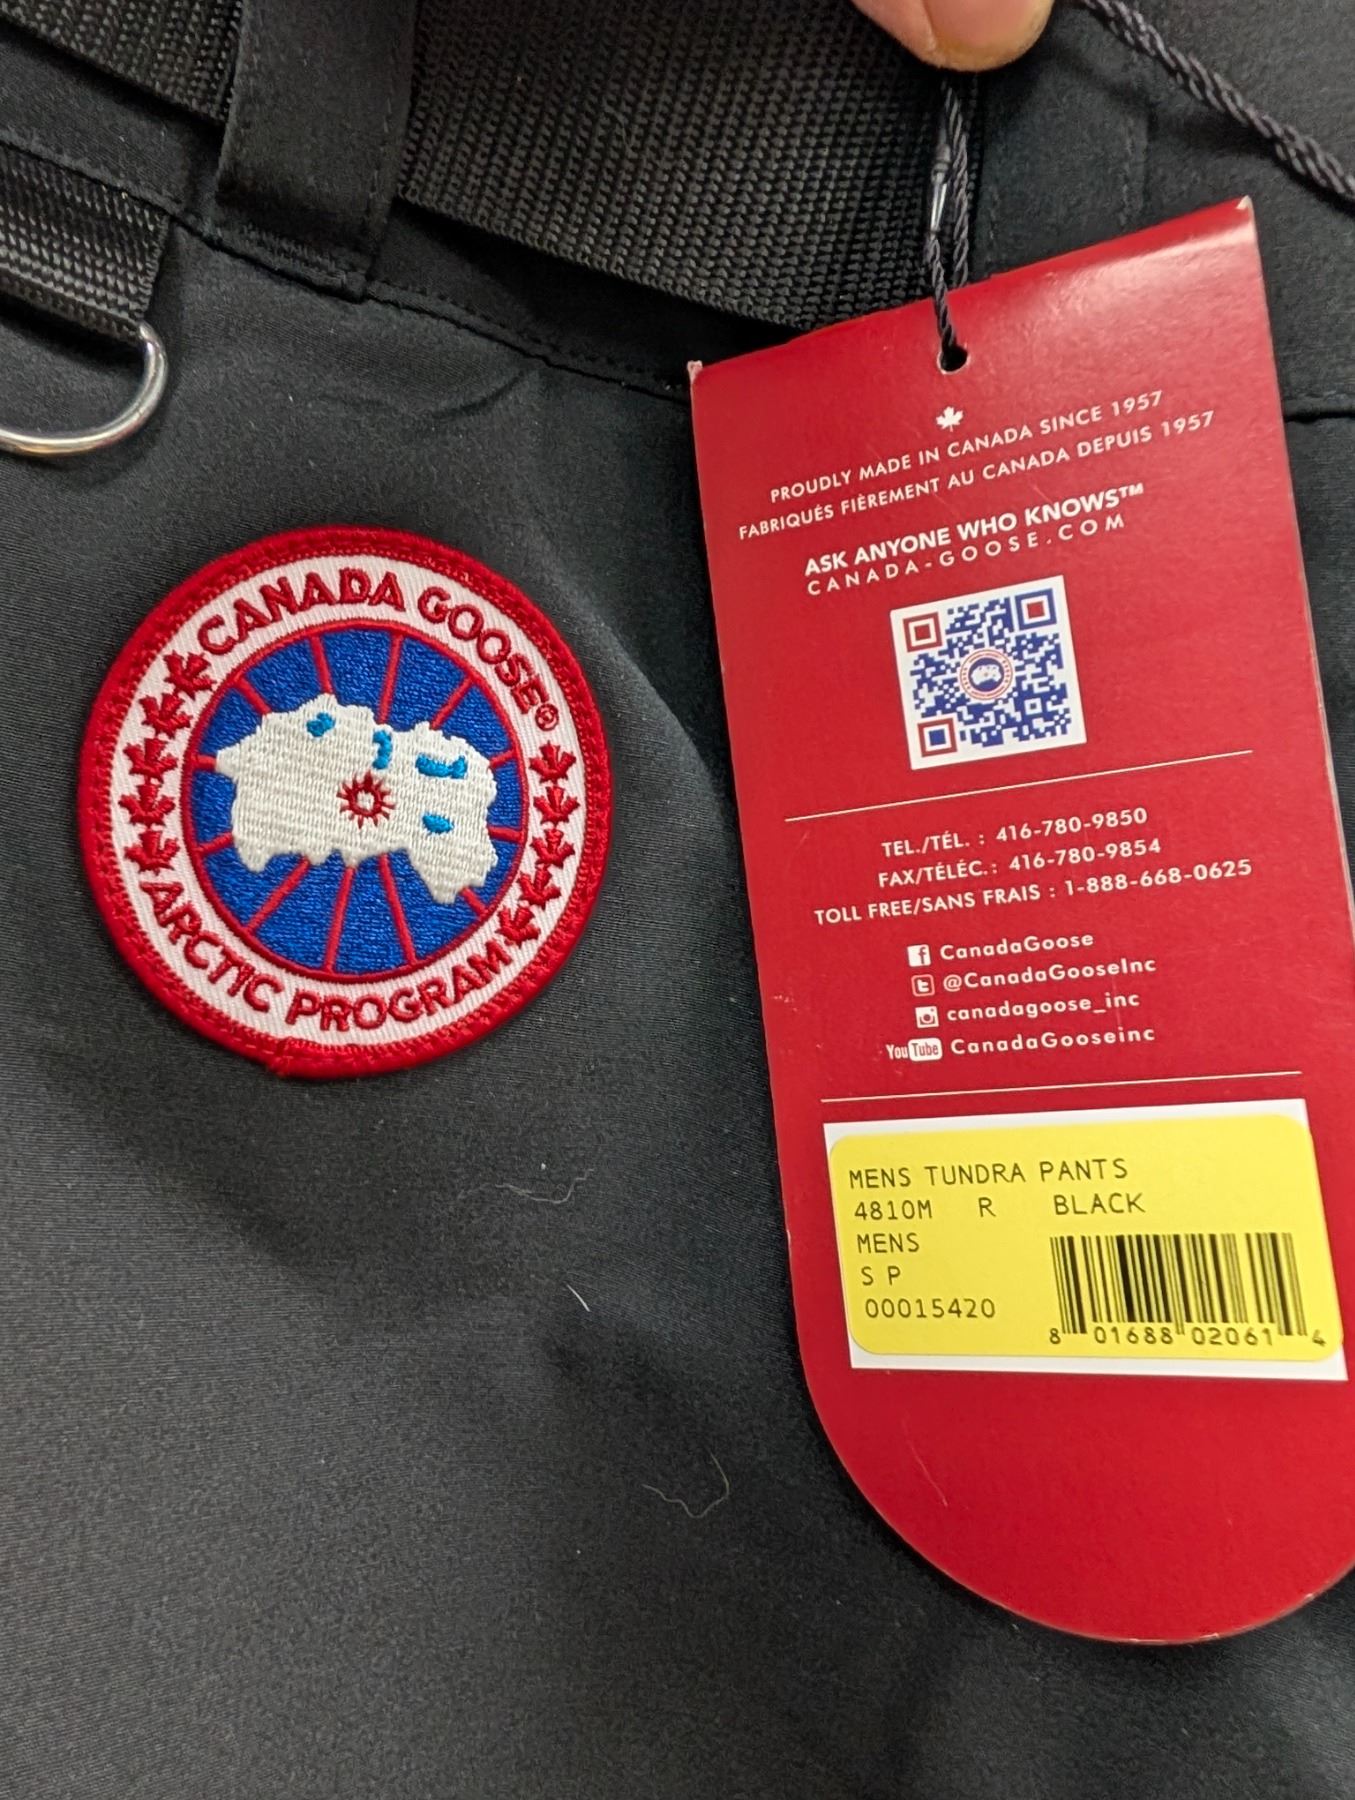 CANADA GOOSE®
ARCTIC PROGRAM
PROUDLY MADE IN CANADA SINCE 1957
FABRIQUÉS FIÈREMENT AU CANADA DEPUIS 1957
ASK ANYONE WHO KNOWS™
CANADA-GOOSE.COM
TEL./TÉL. : 416-780-9850
FAX/TÉLÉC.: 416-780-9854
TOLL FREE/SANS FRAIS : 1-888-668-0625
CanadaGoose
@CanadaGooseInc
canadagoose_inc
YouTube CanadaGooseinc
MENS TUNDRA PANTS
4810M R BLACK
MENS
S P
00015420
8 01688 02061 4